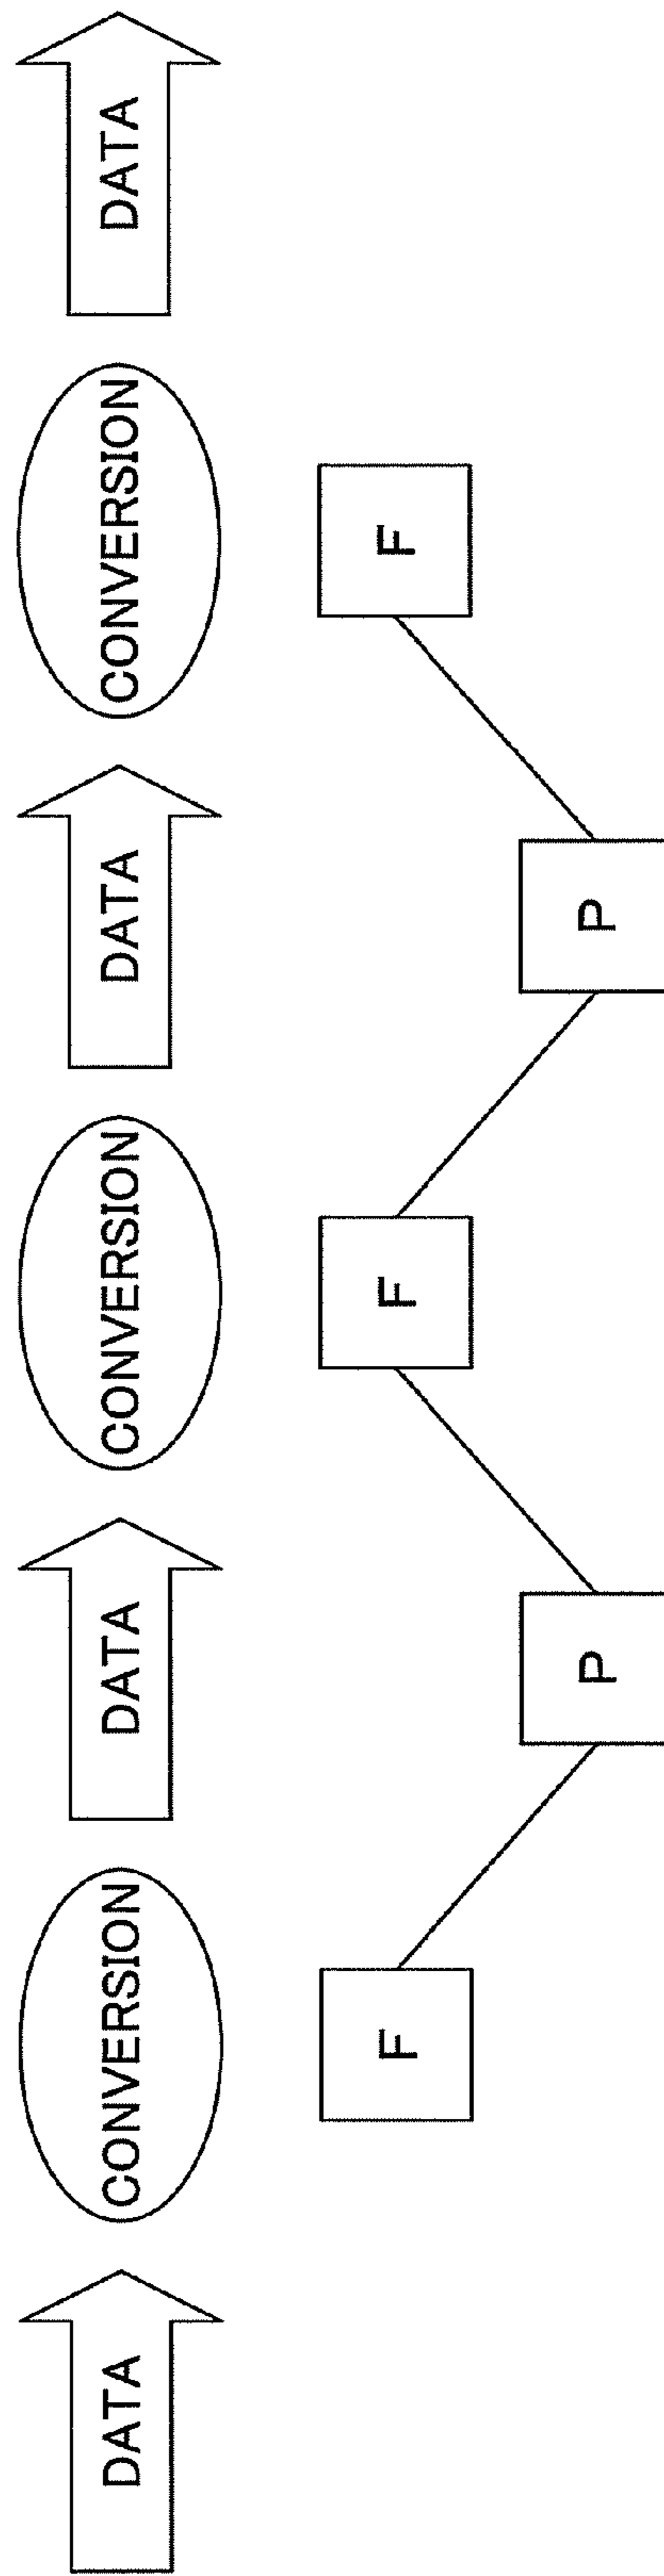 DATA
CONVERSION
DATA
CONVERSION
DATA
CONVERSION
DATA
F
P
F
P
F